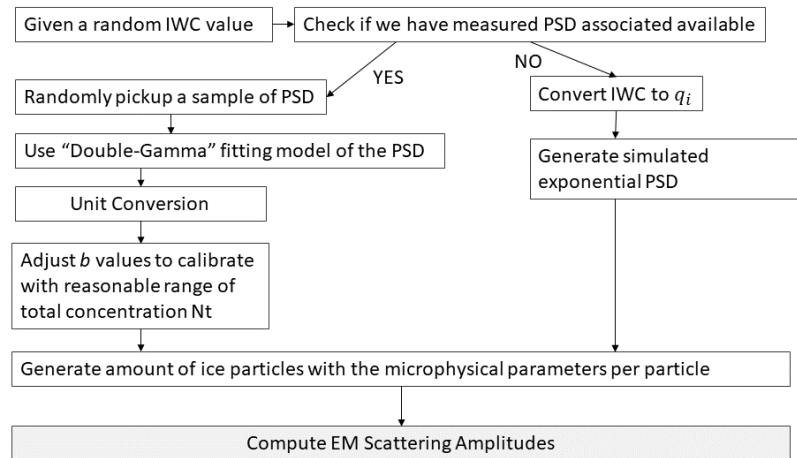 Given a random IWC value
Check if we have measured PSD associated available
YES
NO
Randomly pickup a sample of PSD
Convert IWC to qᵢ
Use “Double-Gamma” fitting model of the PSD
Generate simulated
exponential PSD
Unit Conversion
Adjust b values to calibrate
with reasonable range of
total concentration Nt
Generate amount of ice particles with the microphysical parameters per particle
Compute EM Scattering Amplitudes